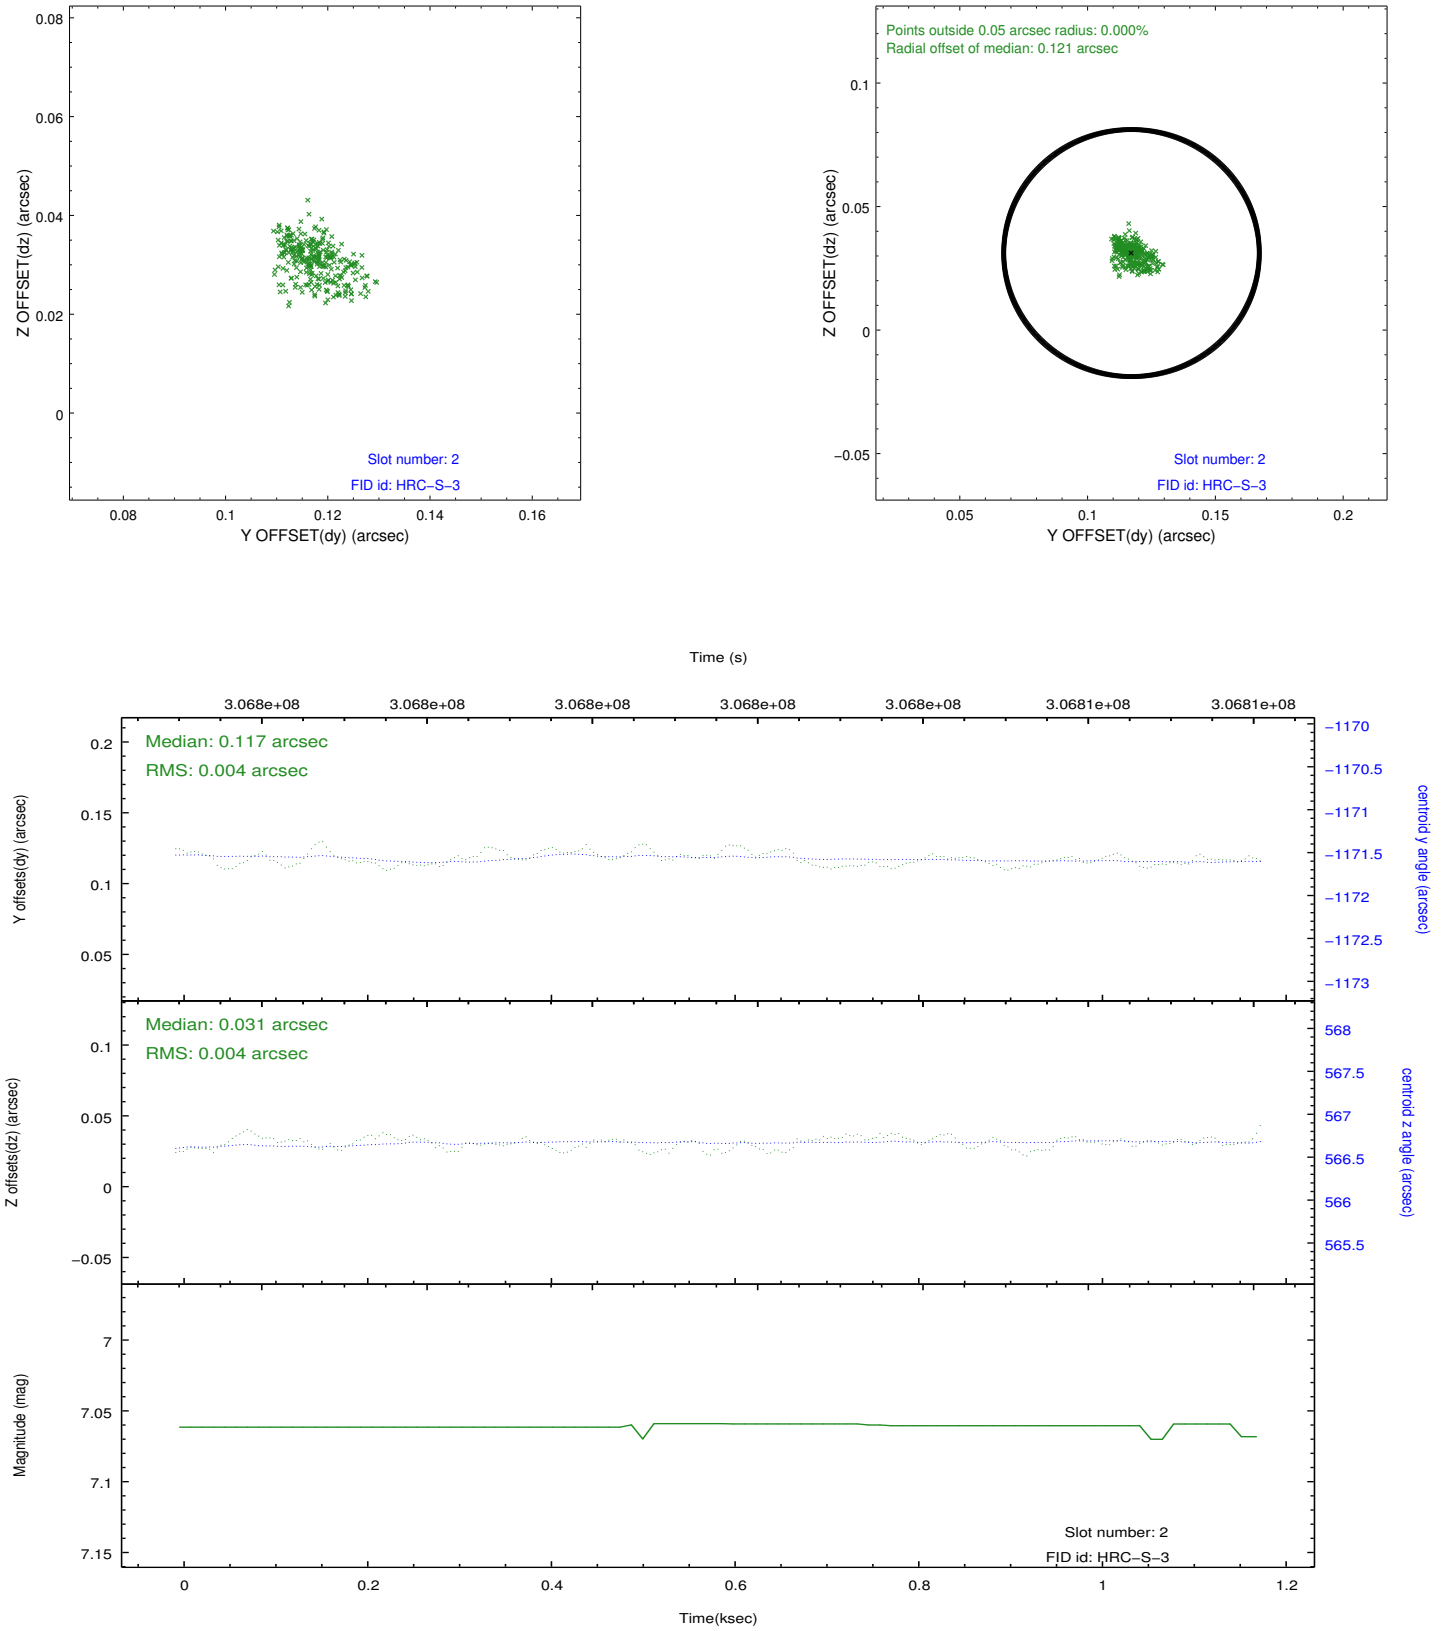 0.08
0.06
0.04
0.02
0
Z OFFSET(dz) (arcsec)
Slot number: 2
FID id: HRC−S−3
0.08 0.1 0.12 0.14 0.16
Y OFFSET(dy) (arcsec)
Points outside 0.05 arcsec radius: 0.000%
Radial offset of median: 0.121 arcsec
0.1
0.05
0
−0.05
Z OFFSET(dz) (arcsec)
Slot number: 2
FID id: HRC−S−3
0.05 0.1 0.15 0.2
Y OFFSET(dy) (arcsec)
Time (s)
3.068e+08 3.068e+08 3.068e+08 3.068e+08 3.068e+08 3.0681e+08 3.0681e+08
Median: 0.117 arcsec
RMS: 0.004 arcsec
0.2
0.15
0.1
0.05
Y offsets(dy) (arcsec)
−1170
−1170.5
−1171
−1171.5
−1172
−1172.5
−1173
centroid y angle (arcsec)
Median: 0.031 arcsec
RMS: 0.004 arcsec
0.1
0.05
0
−0.05
Z offsets(dz) (arcsec)
568
567.5
567
566.5
566
565.5
centroid z angle (arcsec)
7
7.05
7.1
7.15
Magnitude (mag)
Slot number: 2
FID id: HRC−S−3
0 0.2 0.4 0.6 0.8 1 1.2
Time(ksec)